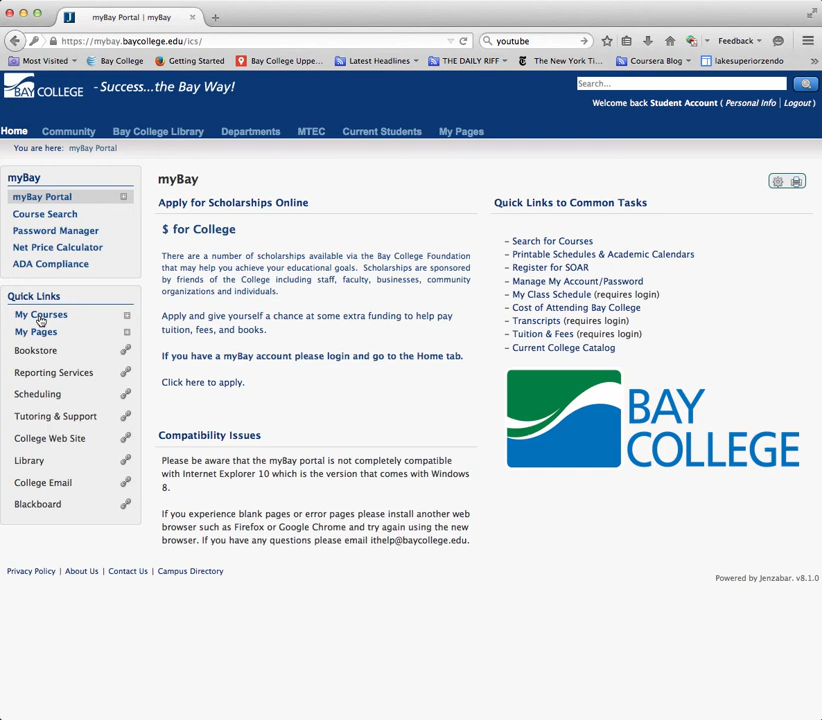 myBay Portal | myBay
https://mybay.baycollege.edu/ics/
youtube
Feedback
Most Visited
Bay College
Getting Started
Bay College Uppe...
Latest Headlines
THE DAILY RIFF
The New York Tim...
Coursera Blog
lakesuperiorzendo
BAY COLLEGE
- Success...the Bay Way!
Search...
Welcome back Student Account ( Personal Info | Logout )
Home
Community
Bay College Library
Departments
MTEC
Current Students
My Pages
You are here: myBay Portal
myBay
myBay Portal
Course Search
Password Manager
Net Price Calculator
ADA Compliance
Quick Links
My Courses
My Pages
Bookstore
Reporting Services
Scheduling
Tutoring & Support
College Web Site
Library
College Email
Blackboard
myBay
Apply for Scholarships Online
$ for College
There are a number of scholarships available via the Bay College Foundation
that may help you achieve your educational goals. Scholarships are sponsored
by friends of the College including staff, faculty, businesses, community
organizations and individuals.
Apply and give yourself a chance at some extra funding to help pay
tuition, fees, and books.
If you have a myBay account please login and go to the Home tab.
Click here to apply.
Compatibility Issues
Please be aware that the myBay portal is not completely compatible
with Internet Explorer 10 which is the version that comes with Windows
8.
If you experience blank pages or error pages please install another web
browser such as Firefox or Google Chrome and try again using the new
browser. If you have any questions please email ithelp@baycollege.edu.
Quick Links to Common Tasks
– Search for Courses
– Printable Schedules & Academic Calendars
– Register for SOAR
– Manage My Account/Password
– My Class Schedule (requires login)
– Cost of Attending Bay College
– Transcripts (requires login)
– Tuition & Fees (requires login)
– Current College Catalog
BAY
COLLEGE
Privacy Policy | About Us | Contact Us | Campus Directory
Powered by Jenzabar. v8.1.0